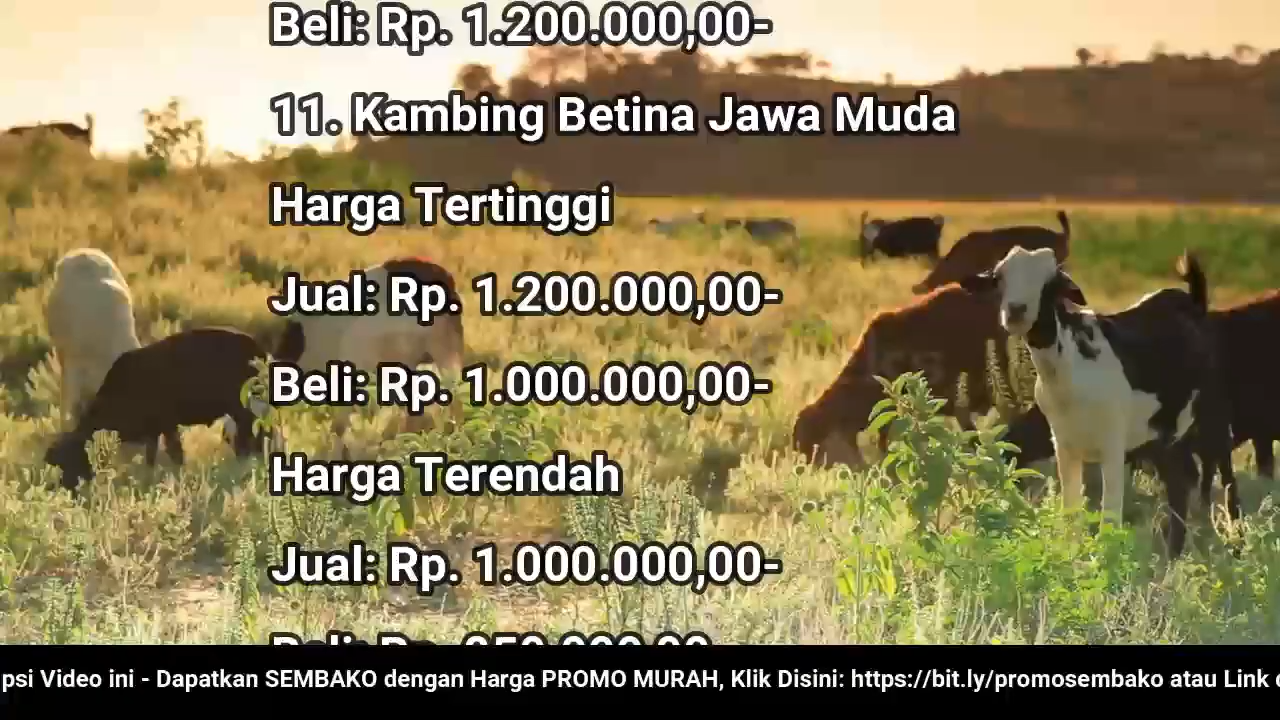 Beli: Rp. 1.200.000,00-
11. Kambing Betina Jawa Muda
Harga Tertinggi
Jual: Rp. 1.200.000,00-
Beli: Rp. 1.000.000,00-
Harga Terendah
Jual: Rp. 1.000.000,00-
psi Video ini - Dapatkan SEMBAKO dengan Harga PROMO MURAH, Klik Disini: https://bit.ly/promosembako atau Link